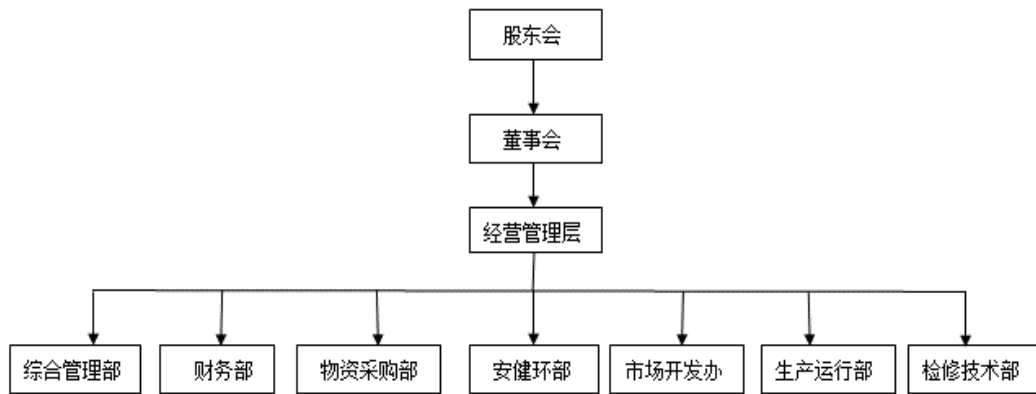 股东会
董事会
经营管理层
综合管理部
财务部
物资采购部
安健环部
市场开发办
生产运行部
检修技术部